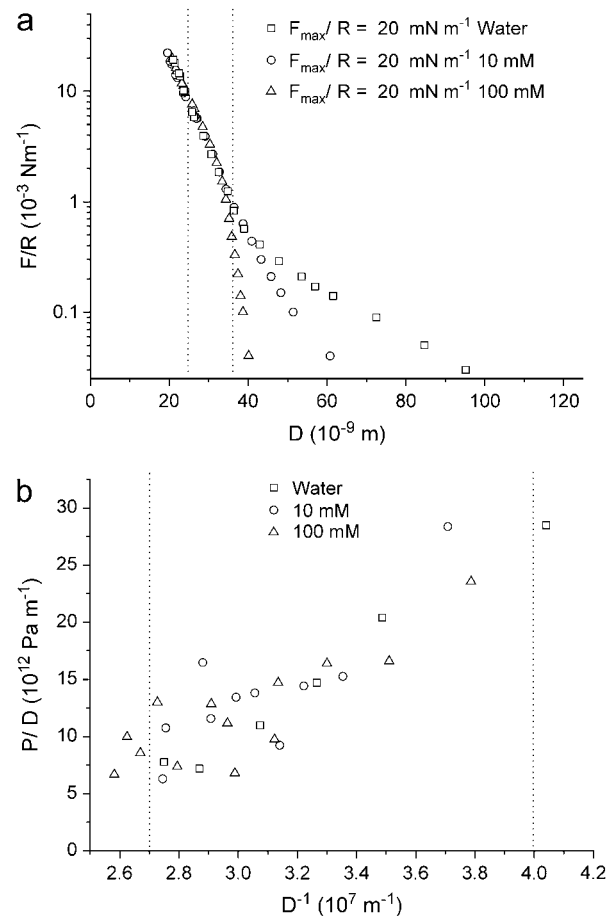 a
□ F_max/ R = 20 mN m⁻¹ Water
○ F_max/ R = 20 mN m⁻¹ 10 mM
△ F_max/ R = 20 mN m⁻¹ 100 mM
F/R (10⁻³ Nm⁻¹)
10
1
0.1
0 20 40 60 80 100 120
D (10⁻⁹ m)
b
□ Water
○ 10 mM
△ 100 mM
P/ D (10¹² Pa m⁻¹)
30
25
20
15
10
5
0
2.6 2.8 3.0 3.2 3.4 3.6 3.8 4.0 4.2
D⁻¹ (10⁷ m⁻¹)